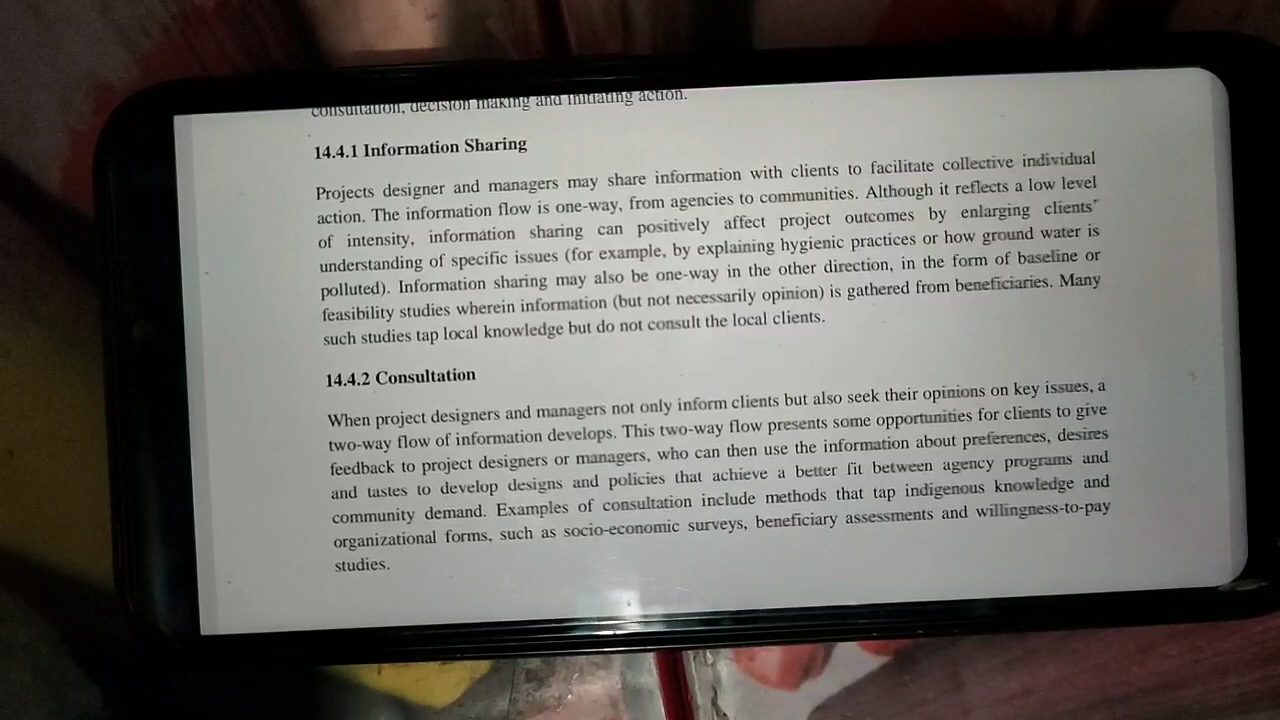 consultation, decision making and initiating action.
14.4.1 Information Sharing
Projects designer and managers may share information with clients to facilitate collective individual
action. The information flow is one-way, from agencies to communities. Although it reflects a low level
of intensity, information sharing can positively affect project outcomes by enlarging clients'
understanding of specific issues (for example, by explaining hygienic practices or how ground water is
polluted). Information sharing may also be one-way in the other direction, in the form of baseline or
feasibility studies wherein information (but not necessarily opinion) is gathered from beneficiaries. Many
such studies tap local knowledge but do not consult the local clients.
14.4.2 Consultation
When project designers and managers not only inform clients but also seek their opinions on key issues, a
two-way flow of information develops. This two-way flow presents some opportunities for clients to give
feedback to project designers or managers, who can then use the information about preferences, desires
and tastes to develop designs and policies that achieve a better fit between agency programs and
community demand. Examples of consultation include methods that tap indigenous knowledge and
organizational forms, such as socio-economic surveys, beneficiary assessments and willingness-to-pay
studies.